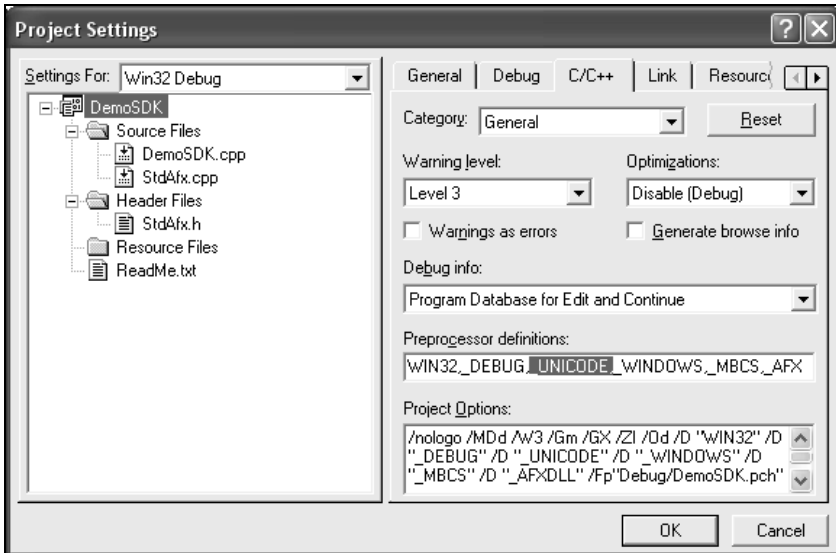 Project Settings
Settings For: Win32 Debug
DemoSDK
Source Files
DemoSDK.cpp
StdAfx.cpp
Header Files
StdAfx.h
Resource Files
ReadMe.txt
General Debug C/C++ Link Resourc
Category: General Reset
Warning level: Optimizations:
Level 3 Disable (Debug)
Warnings as errors Generate browse info
Debug info:
Program Database for Edit and Continue
Preprocessor definitions:
WIN32,_DEBUG,_UNICODE,_WINDOWS,_MBCS,_AFX
Project Options:
/nologo /MDd /W3 /Gm /GX /ZI /Od /D "WIN32" /D
"_DEBUG" /D "_UNICODE" /D "_WINDOWS" /D
"_MBCS" /D "_AFXDLL" /Fp"Debug/DemoSDK.pch"
OK Cancel